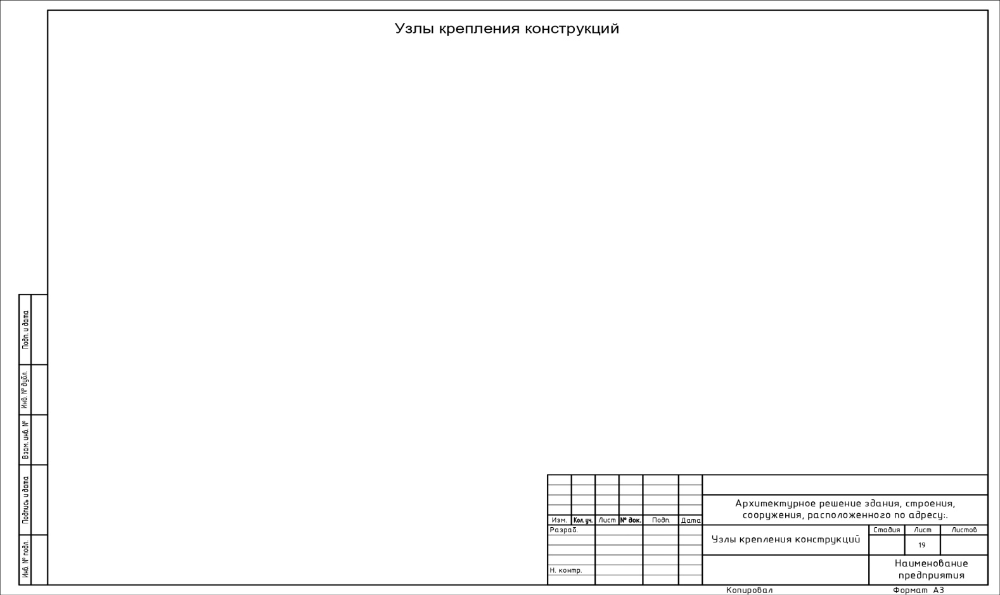 Узлы крепления конструкций
Подп. и дата
Инв. № дубл.
Взам. инв. №
Подпись и дата
Инв. № подл.
Архитектурное решение здания, строения,
сооружения, расположенного по адресу:.
Изм. Кол. уч. Лист № док. Подп. Дата
Разраб.
Узлы крепления конструкций
Стадия Лист Листов
19
Н. контр.
Наименование
предприятия
Копировал
Формат А3